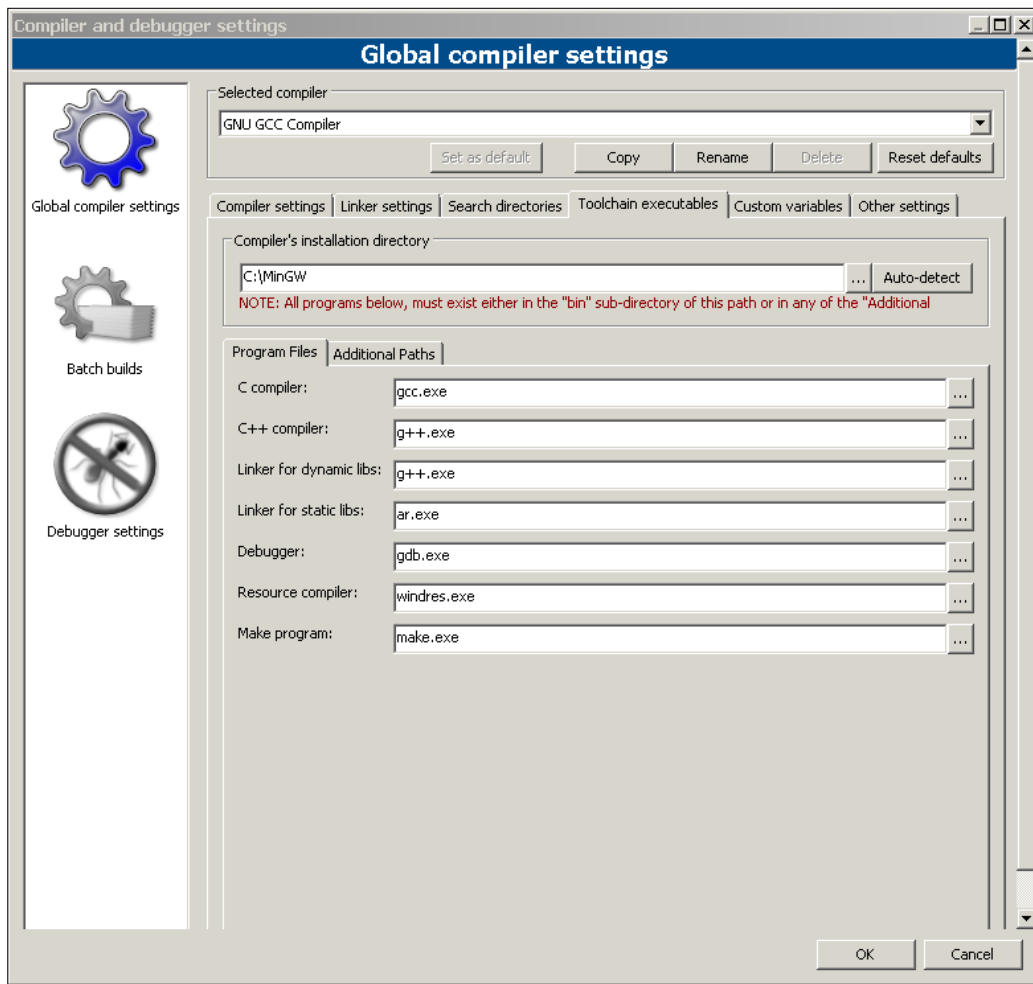 Compiler and debugger settings
Global compiler settings
Global compiler settings
Batch builds
Debugger settings
Selected compiler
GNU GCC Compiler
Set as default Copy Rename Delete Reset defaults
Compiler settings Linker settings Search directories Toolchain executables Custom variables Other settings
Compiler's installation directory
C:\MinGW ... Auto-detect
NOTE: All programs below, must exist either in the "bin" sub-directory of this path or in any of the "Additional
Program Files Additional Paths
C compiler: gcc.exe ...
C++ compiler: g++.exe ...
Linker for dynamic libs: g++.exe ...
Linker for static libs: ar.exe ...
Debugger: gdb.exe ...
Resource compiler: windres.exe ...
Make program: make.exe ...
OK Cancel